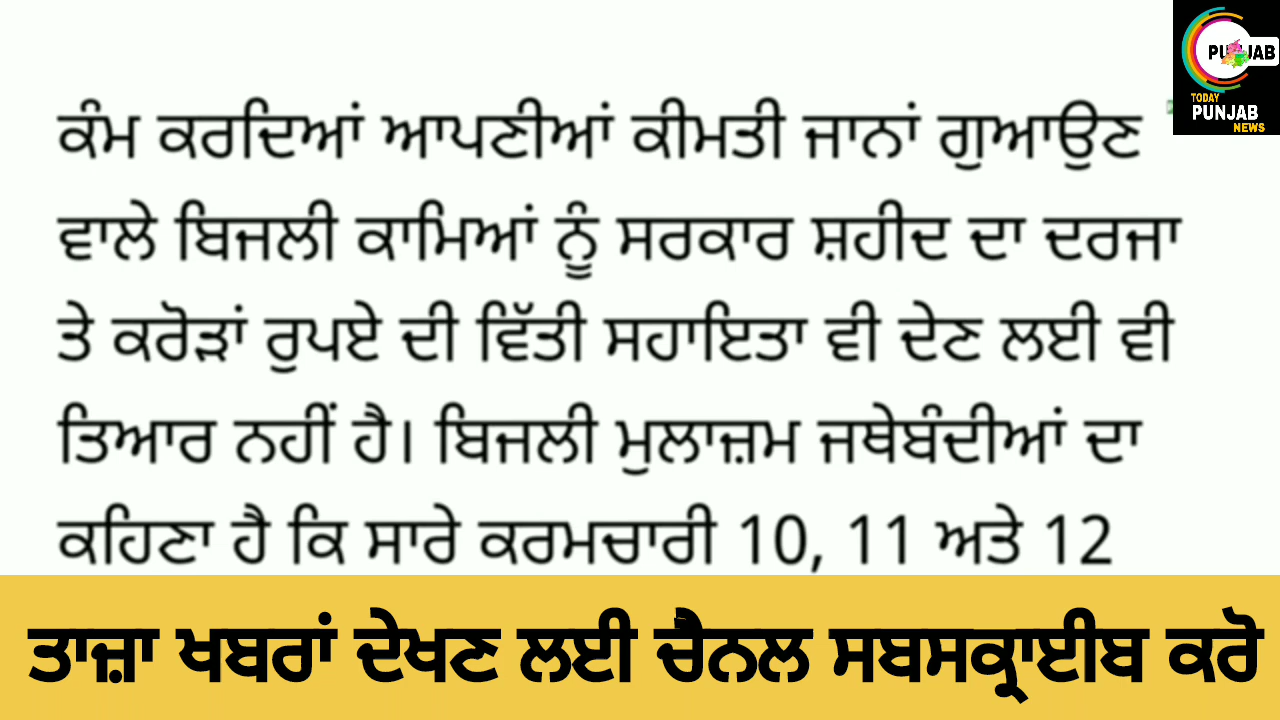 PUNJAB
TODAY
PUNJAB
NEWS
ਕੰਮ ਕਰਦਿਆਂ ਆਪਣੀਆਂ ਕੀਮਤੀ ਜਾਨਾਂ ਗੁਆਉਣ
ਵਾਲੇ ਬਿਜਲੀ ਕਾਮਿਆਂ ਨੂੰ ਸਰਕਾਰ ਸ਼ਹੀਦ ਦਾ ਦਰਜਾ
ਤੇ ਕਰੋੜਾਂ ਰੁਪਏ ਦੀ ਵਿੱਤੀ ਸਹਾਇਤਾ ਵੀ ਦੇਣ ਲਈ ਵੀ
ਤਿਆਰ ਨਹੀਂ ਹੈ। ਬਿਜਲੀ ਮੁਲਾਜ਼ਮ ਜਥੇਬੰਦੀਆਂ ਦਾ
ਕਹਿਣਾ ਹੈ ਕਿ ਸਾਰੇ ਕਰਮਚਾਰੀ 10, 11 ਅਤੇ 12
ਤਾਜ਼ਾ ਖਬਰਾਂ ਦੇਖਣ ਲਈ ਚੈਨਲ ਸਬਸਕ੍ਰਾਈਬ ਕਰੋ